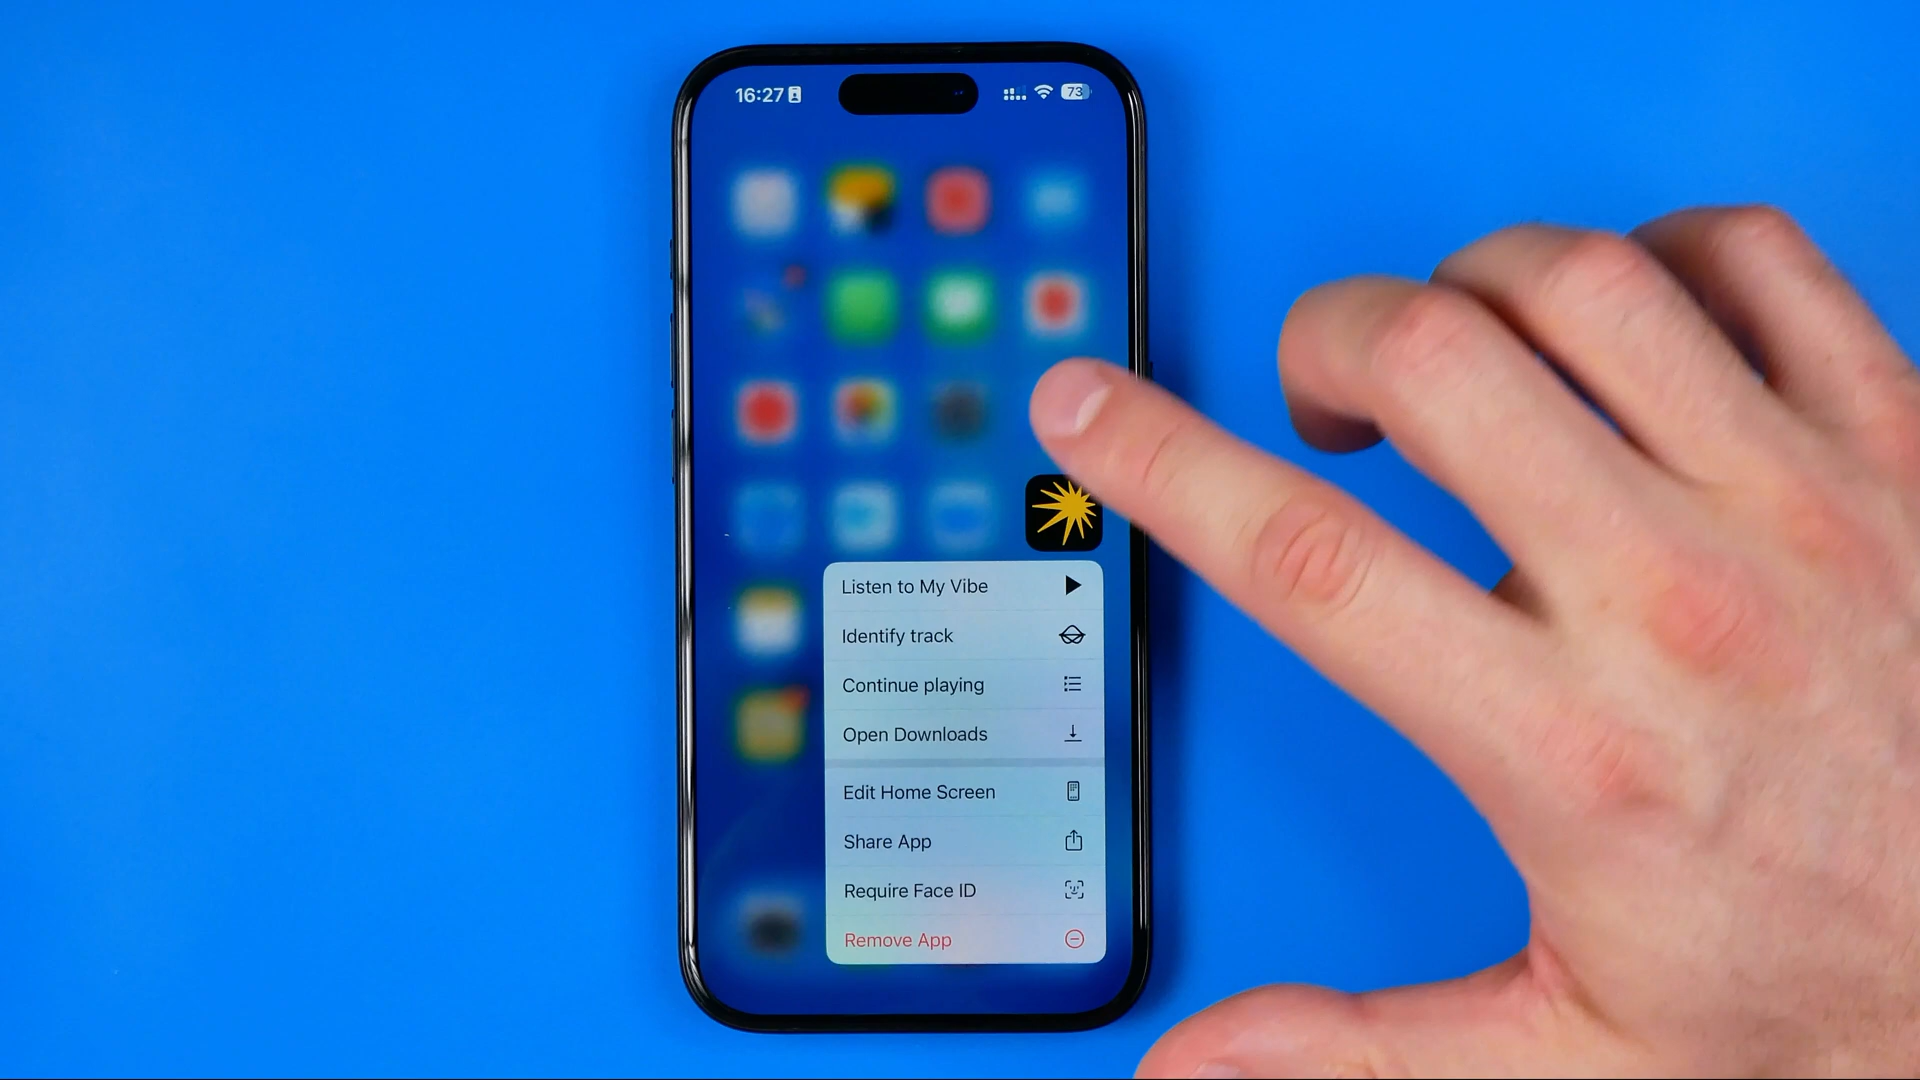 16:27
73
Listen to My Vibe
Identify track
Continue playing
Open Downloads
Edit Home Screen
Share App
Require Face ID
Remove App